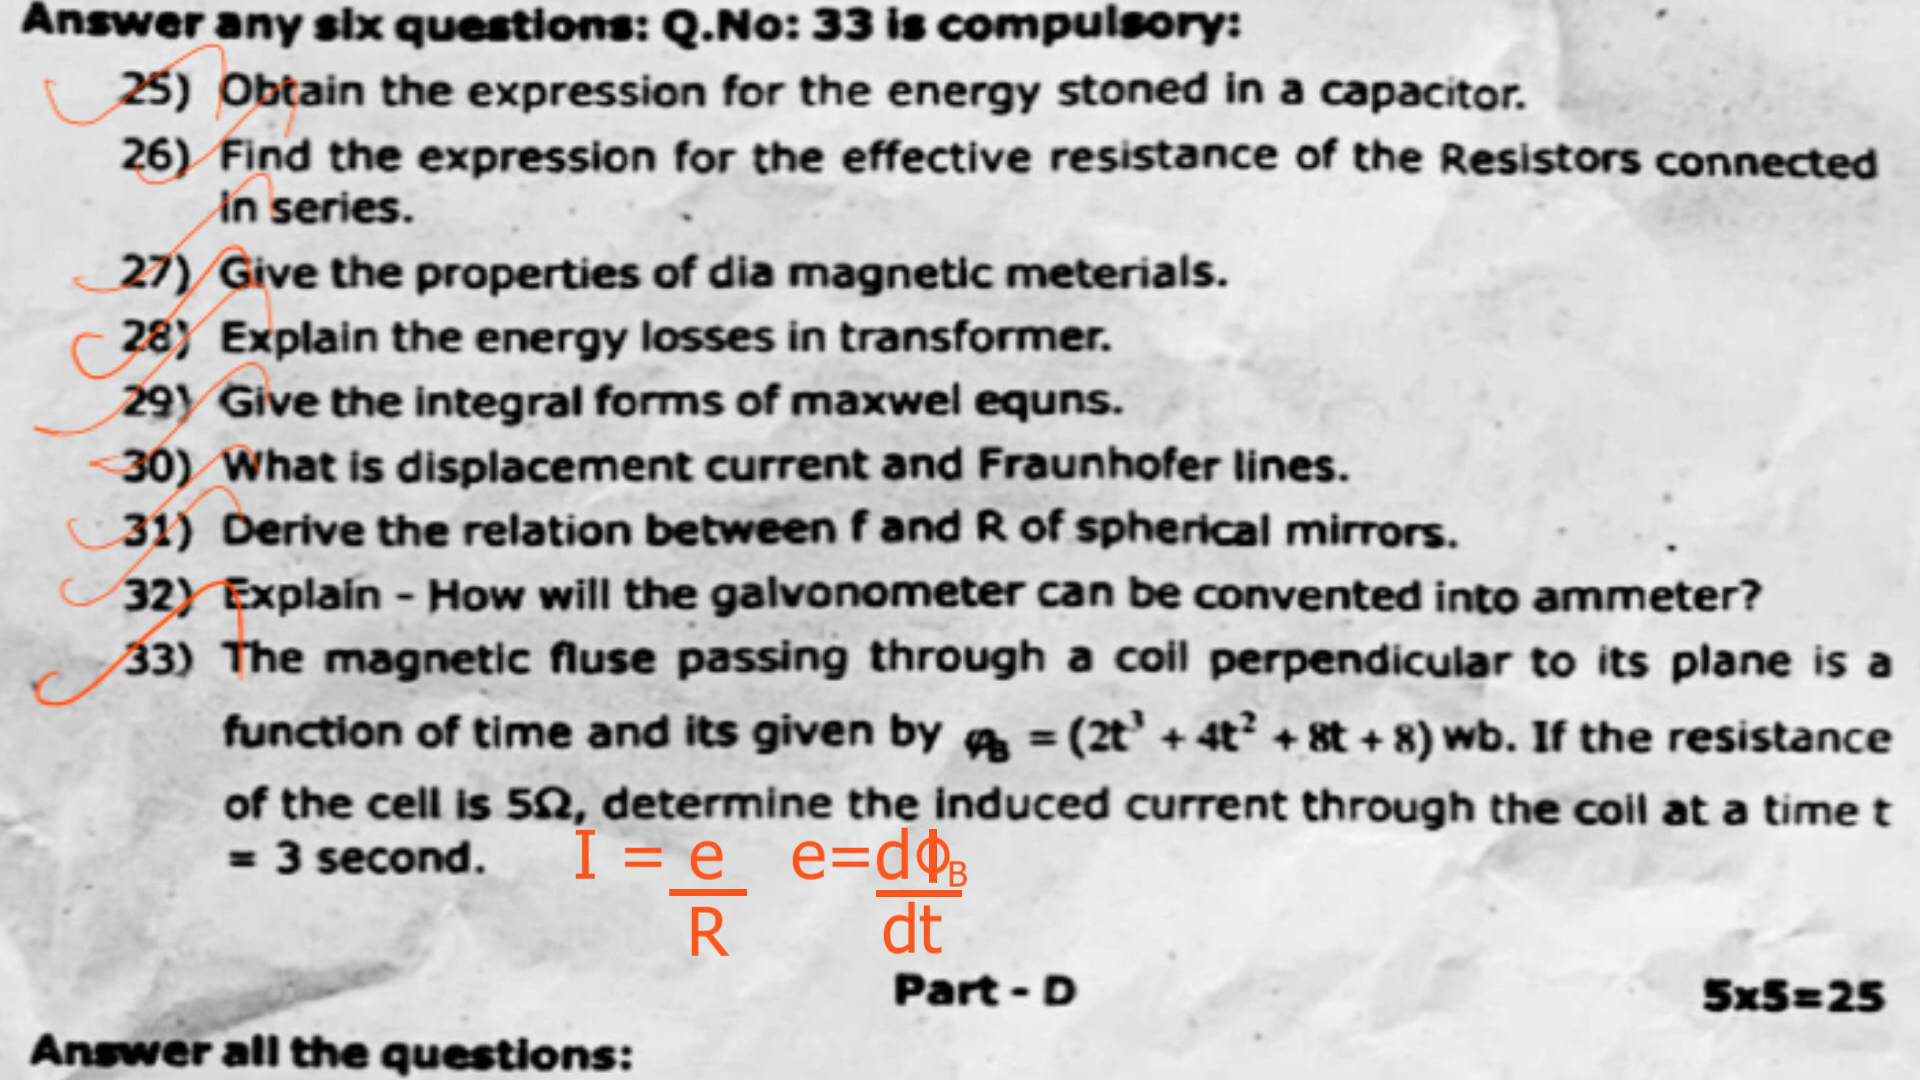 Answer any six questions: Q.No: 33 is compulsory:
25) Obtain the expression for the energy stoned in a capacitor.
26) Find the expression for the effective resistance of the Resistors connected
in series.
27) Give the properties of dia magnetic meterials.
28) Explain the energy losses in transformer.
29) Give the integral forms of maxwel equns.
30) What is displacement current and Fraunhofer lines.
31) Derive the relation between f and R of spherical mirrors.
32) Explain - How will the galvonometer can be convented into ammeter?
33) The magnetic fluse passing through a coil perpendicular to its plane is a
function of time and its given by φB = (2t³ + 4t² + 8t + 8) wb. If the resistance
of the cell is 5Ω, determine the induced current through the coil at a time t
= 3 second.
I = e/R e=dϕB/dt
Part - D 5x5=25
Answer all the questions: